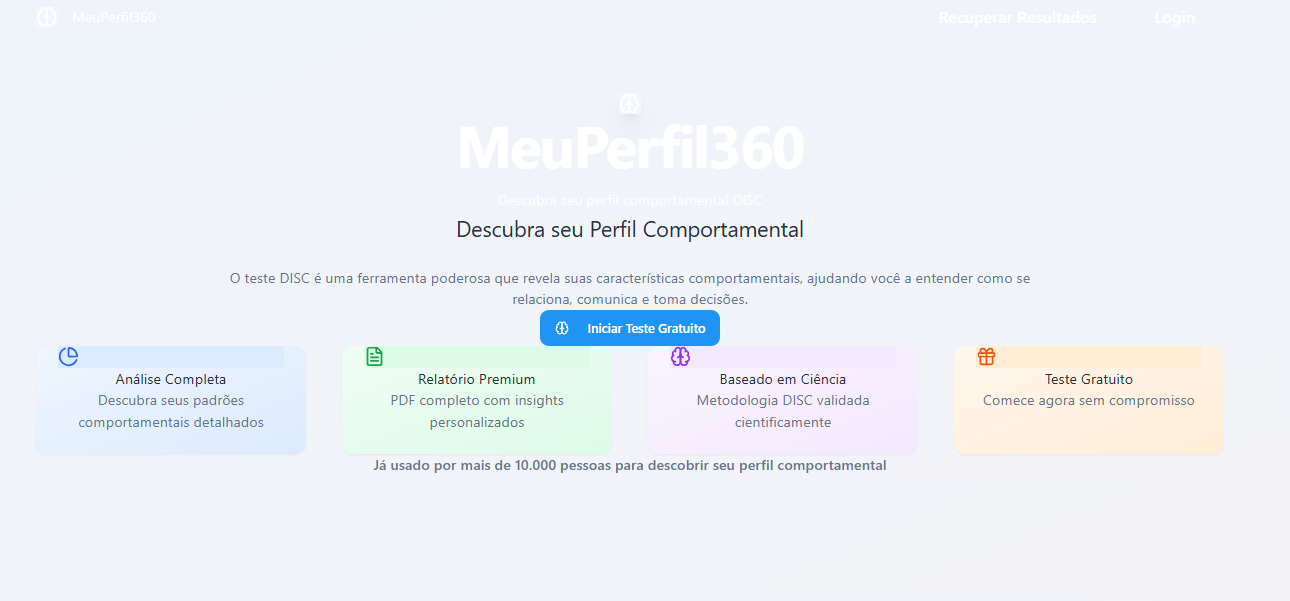 MeuPerfil360
Recuperar Resultados
Login
MeuPerfil360
Descubra seu perfil comportamental DISC
Descubra seu Perfil Comportamental
O teste DISC é uma ferramenta poderosa que revela suas características comportamentais, ajudando você a entender como se
relaciona, comunica e toma decisões.
Iniciar Teste Gratuito
Análise Completa
Descubra seus padrões
comportamentais detalhados
Relatório Premium
PDF completo com insights
personalizados
Baseado em Ciência
Metodologia DISC validada
cientificamente
Teste Gratuito
Comece agora sem compromisso
Já usado por mais de 10.000 pessoas para descobrir seu perfil comportamental